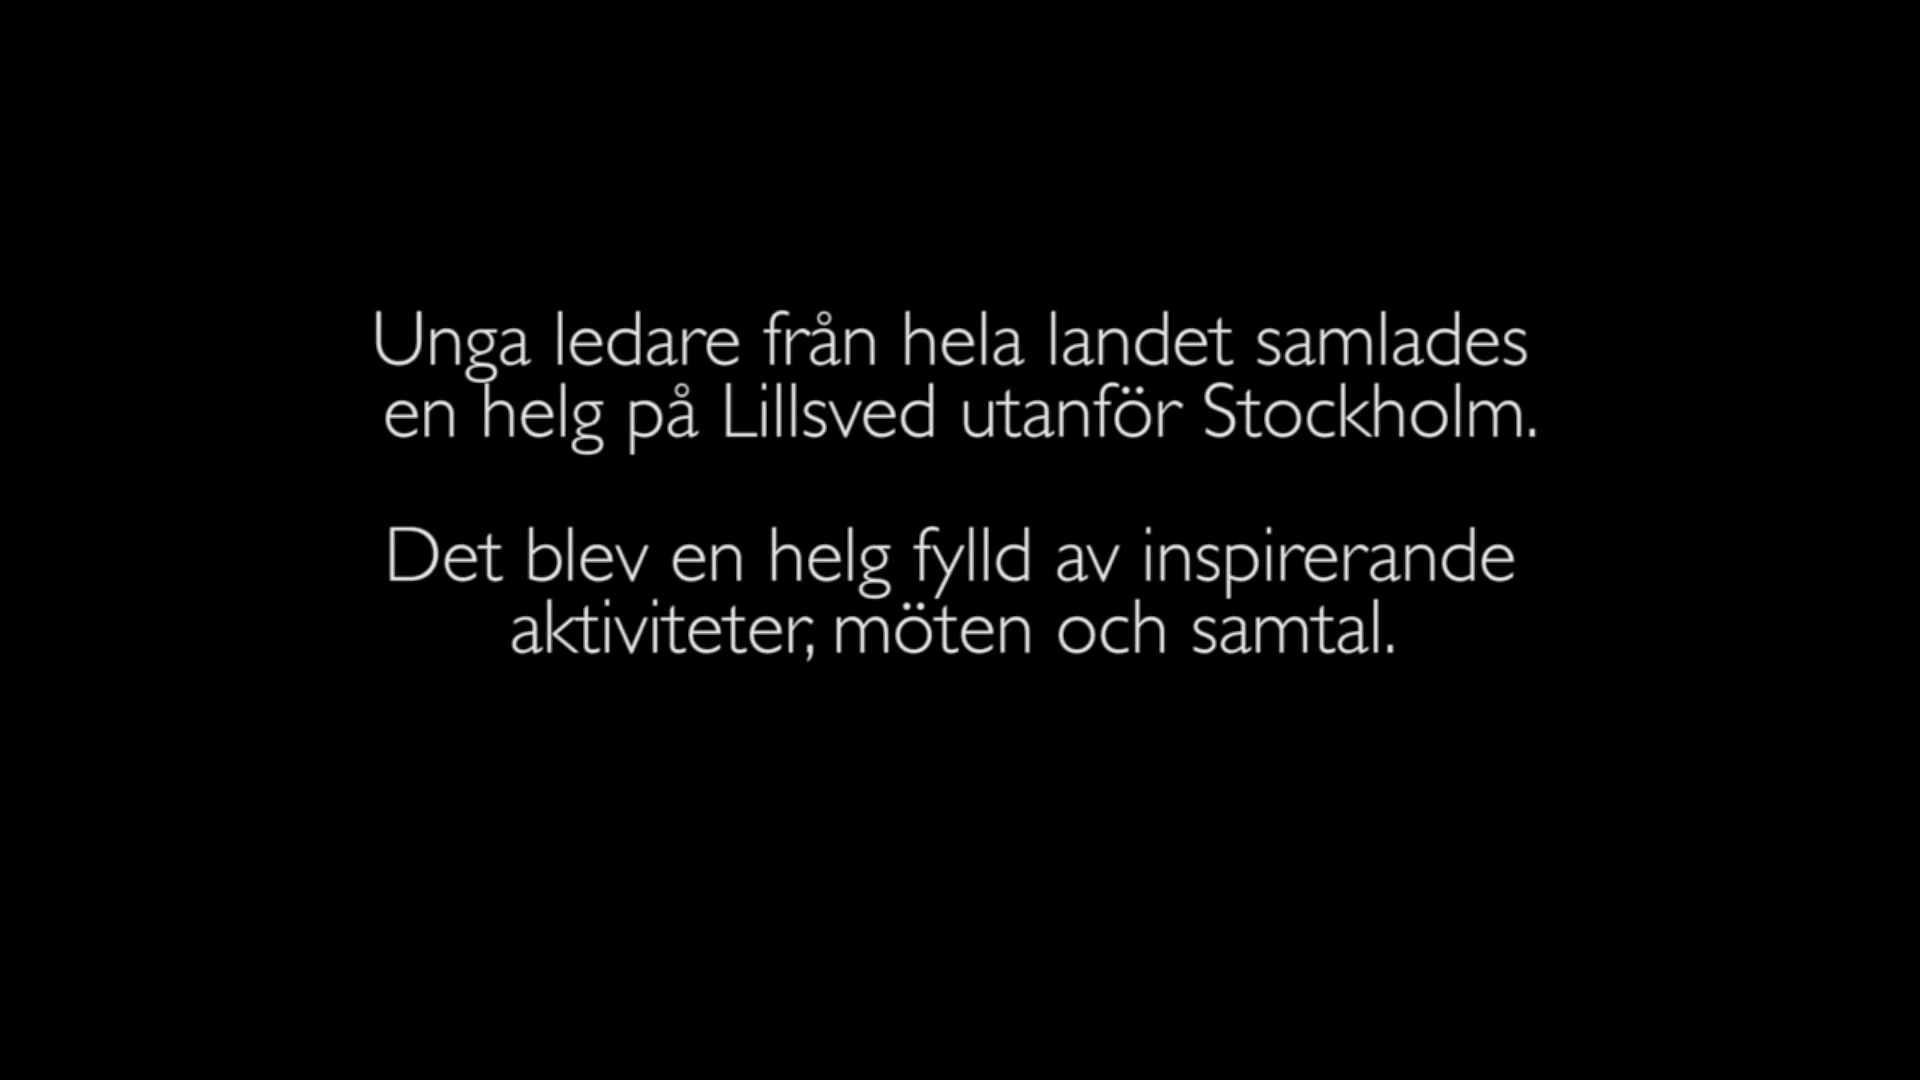 Unga ledare från hela landet samlades
en helg på Lillsved utanför Stockholm.
Det blev en helg fylld av inspirerande
aktiviteter, möten och samtal.